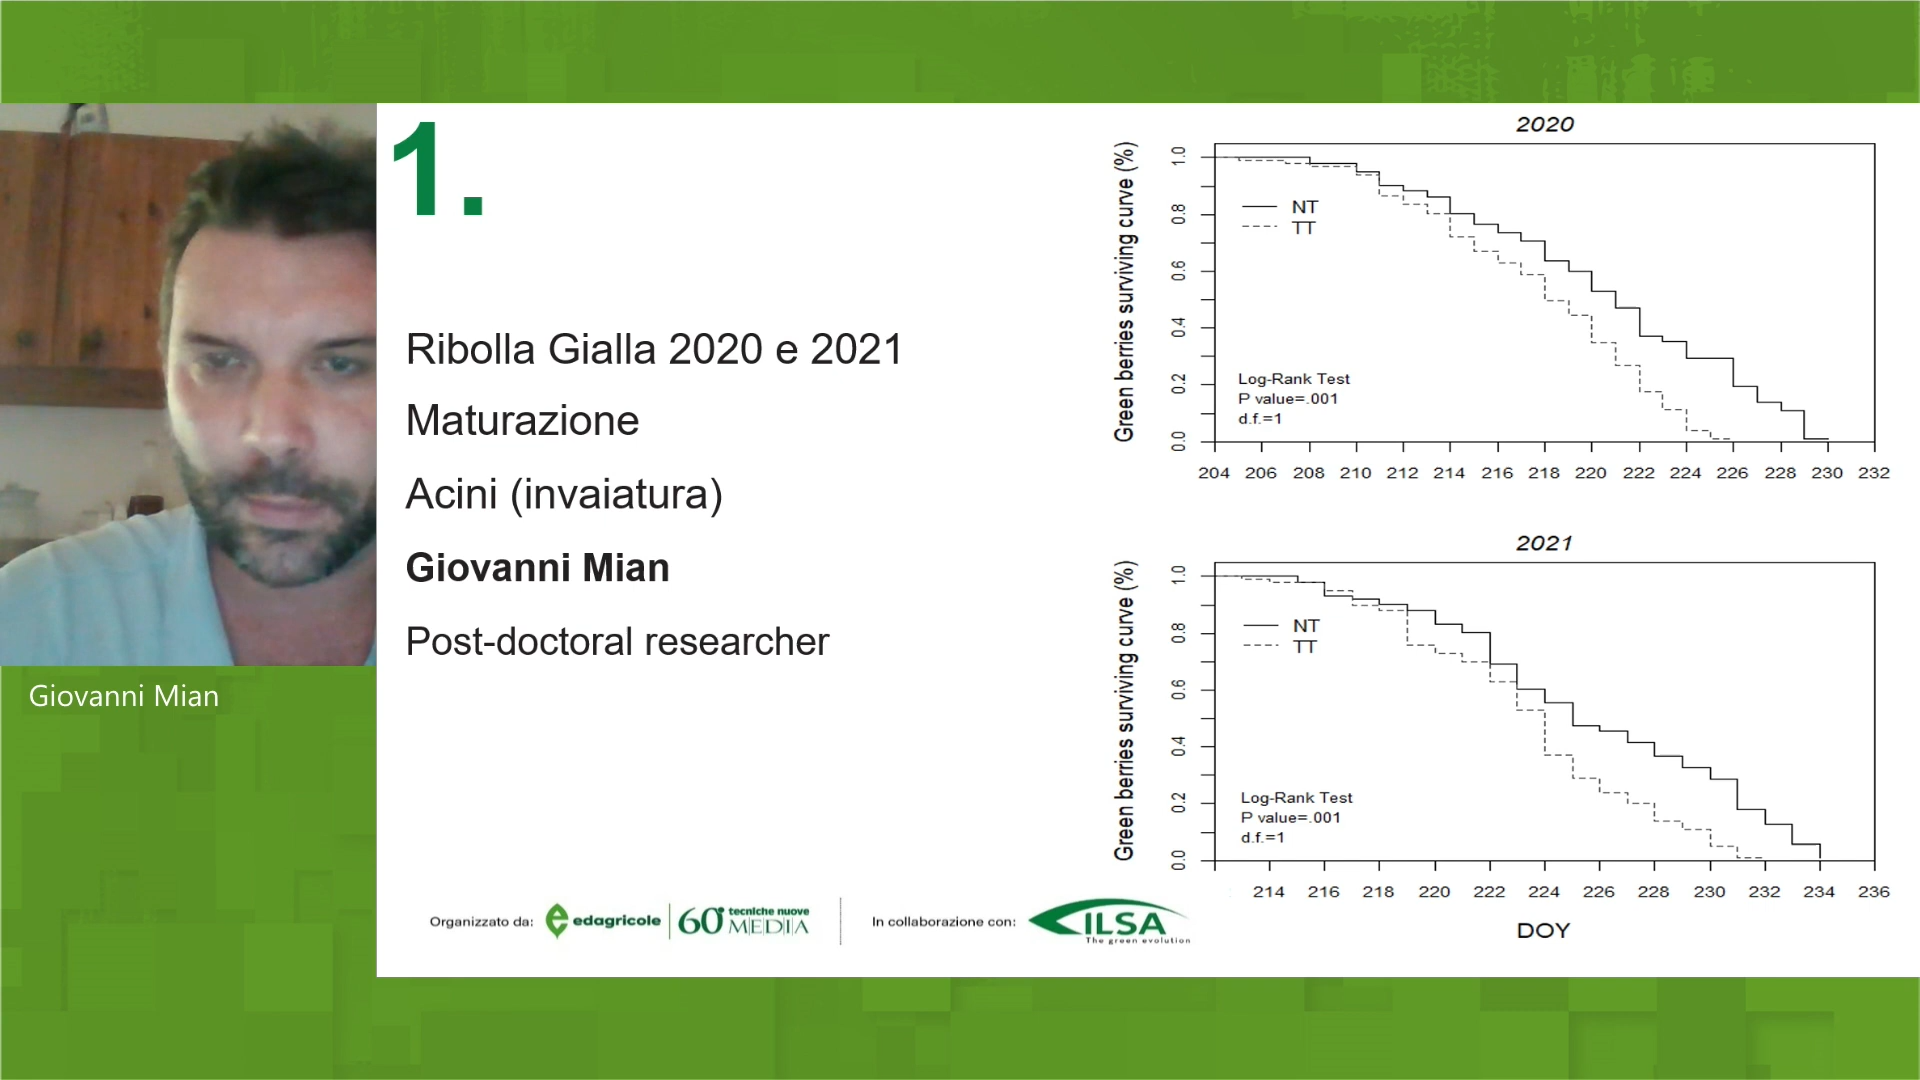 1.
Ribolla Gialla 2020 e 2021
Maturazione
Acini (invaiatura)
Giovanni Mian
Post-doctoral researcher
Giovanni Mian
2020
Green berries surviving curve (%)
1.0
0.8
0.6
0.4
0.2
0.0
NT
TT
Log-Rank Test
P value=.001
d.f.=1
204 206 208 210 212 214 216 218 220 222 224 226 228 230 232
2021
Green berries surviving curve (%)
1.0
0.8
0.6
0.4
0.2
0.0
NT
TT
Log-Rank Test
P value=.001
d.f.=1
214 216 218 220 222 224 226 228 230 232 234 236
DOY
Organizzato da:
edagricole
60° tecniche nuove
MEDIA
In collaborazione con:
ILSA
The green evolution